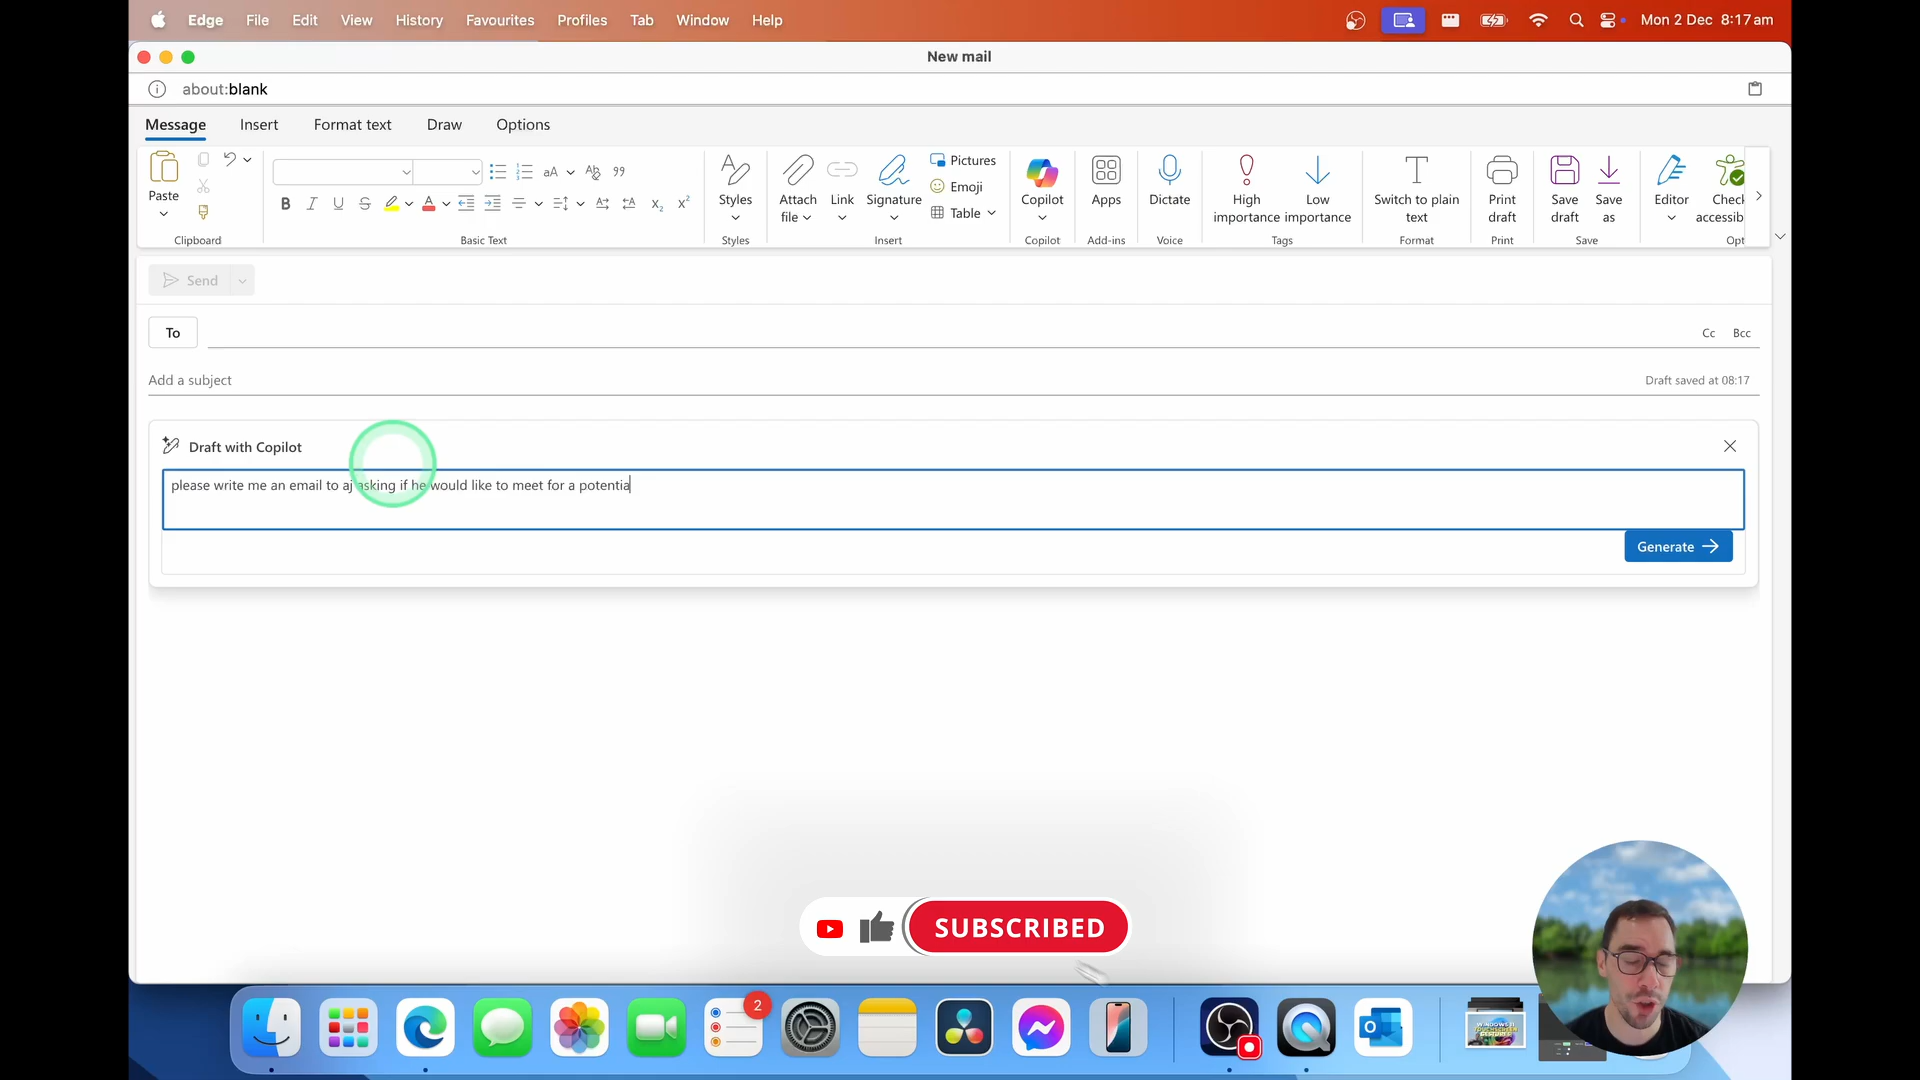 Edge File Edit View History Favourites Profiles Tab Window Help Mon 2 Dec 8:17 am
New mail
about:blank
Message Insert Format text Draw Options
Paste
Clipboard
Basic Text
Styles
Styles
Attach file
Link
Signature
Pictures
Emoji
Table
Insert
Copilot
Copilot
Apps
Add-ins
Dictate
Voice
High importance
Low importance
Tags
Switch to plain text
Format
Print draft
Print
Save draft
Save as
Save
Editor
Check accessib
Opt
Send
To Cc Bcc
Add a subject Draft saved at 08:17
Draft with Copilot
please write me an email to aj asking if he would like to meet for a potentia
Generate
SUBSCRIBED
2